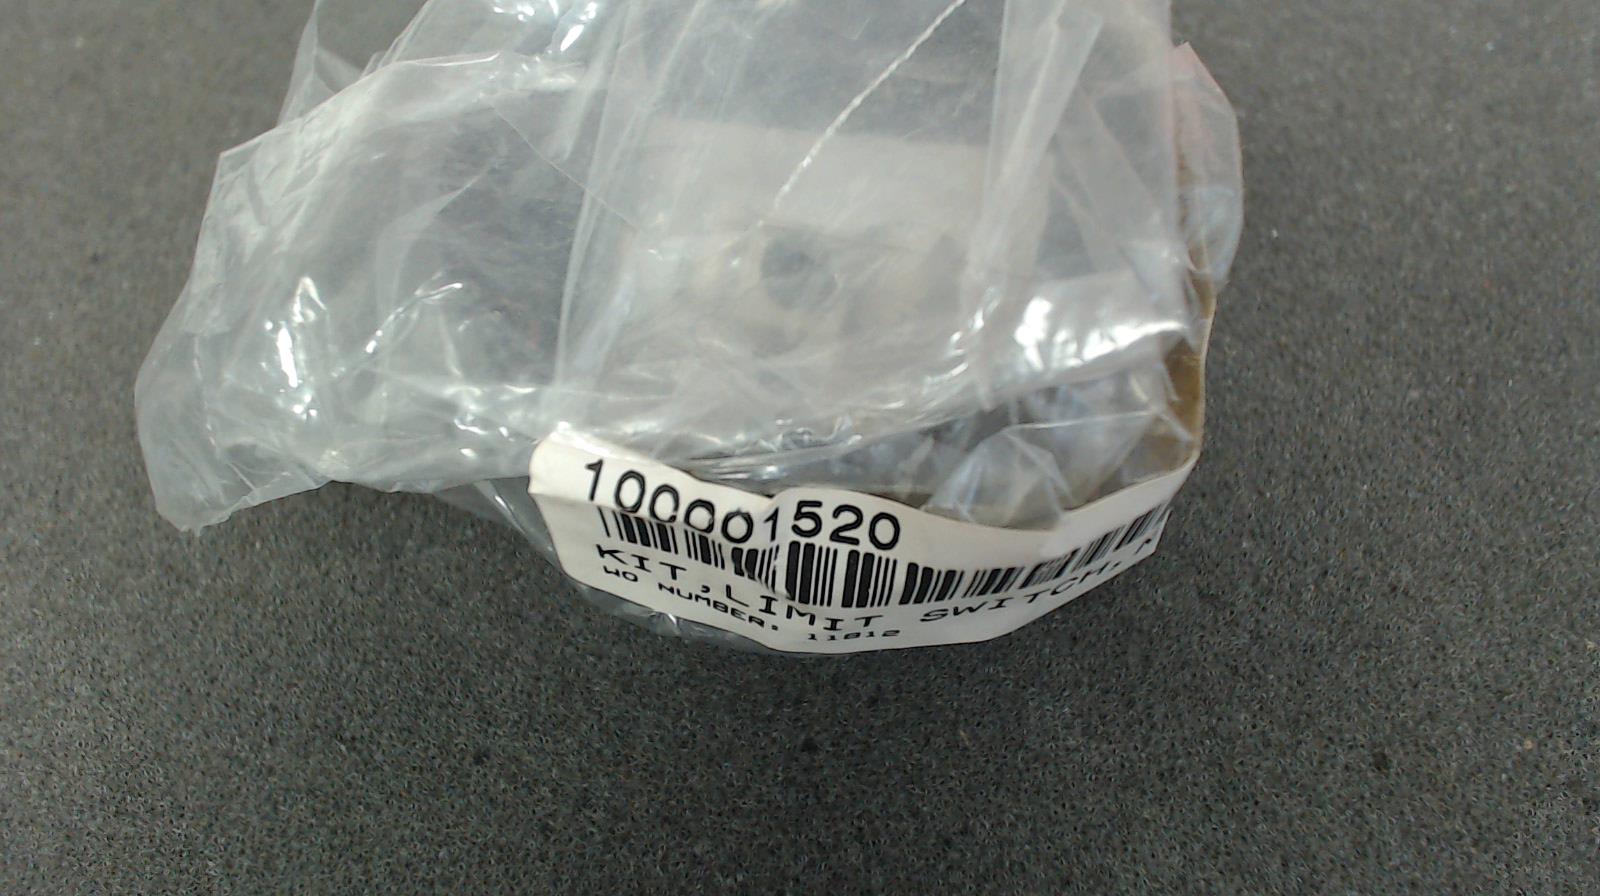 100001520
KIT,LIMIT SWITCH,
WO NUMBER: 11812